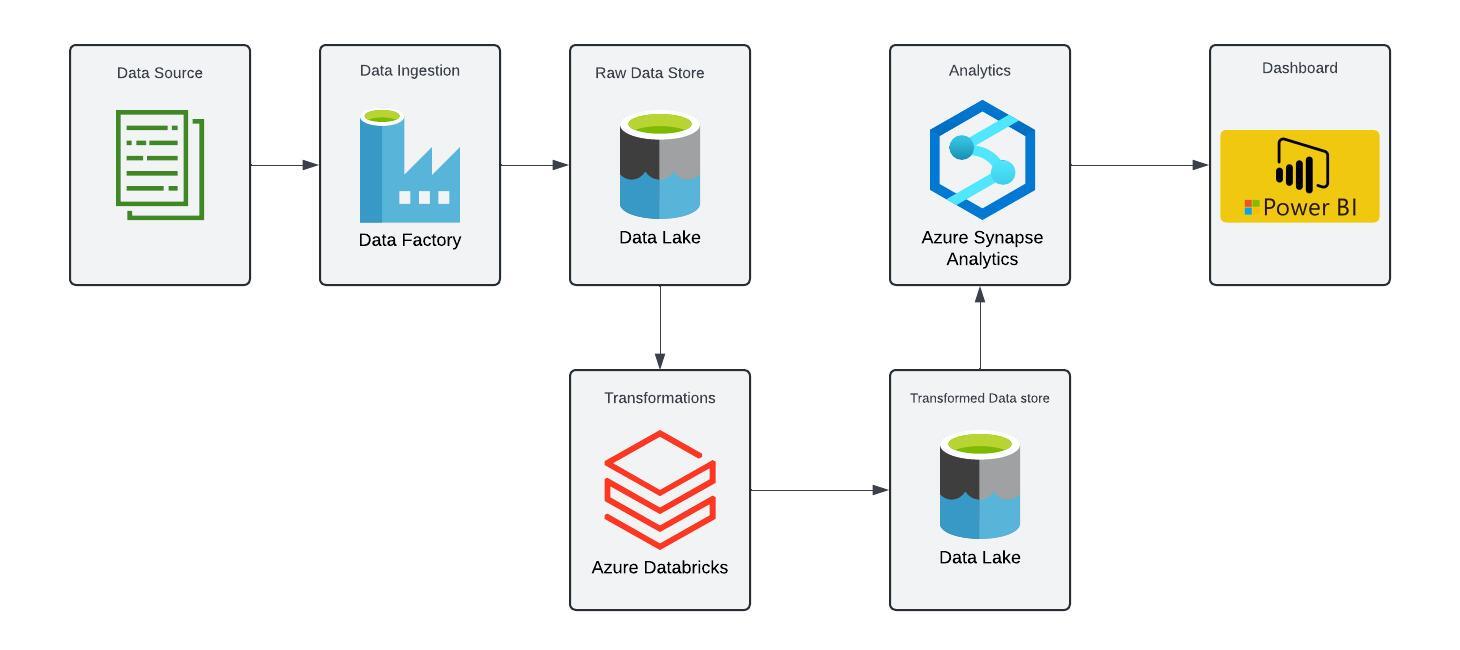 Data Source
Data Ingestion
Data Factory
Raw Data Store
Data Lake
Analytics
Azure Synapse
Analytics
Dashboard
Power BI
Transformations
Azure Databricks
Transformed Data store
Data Lake